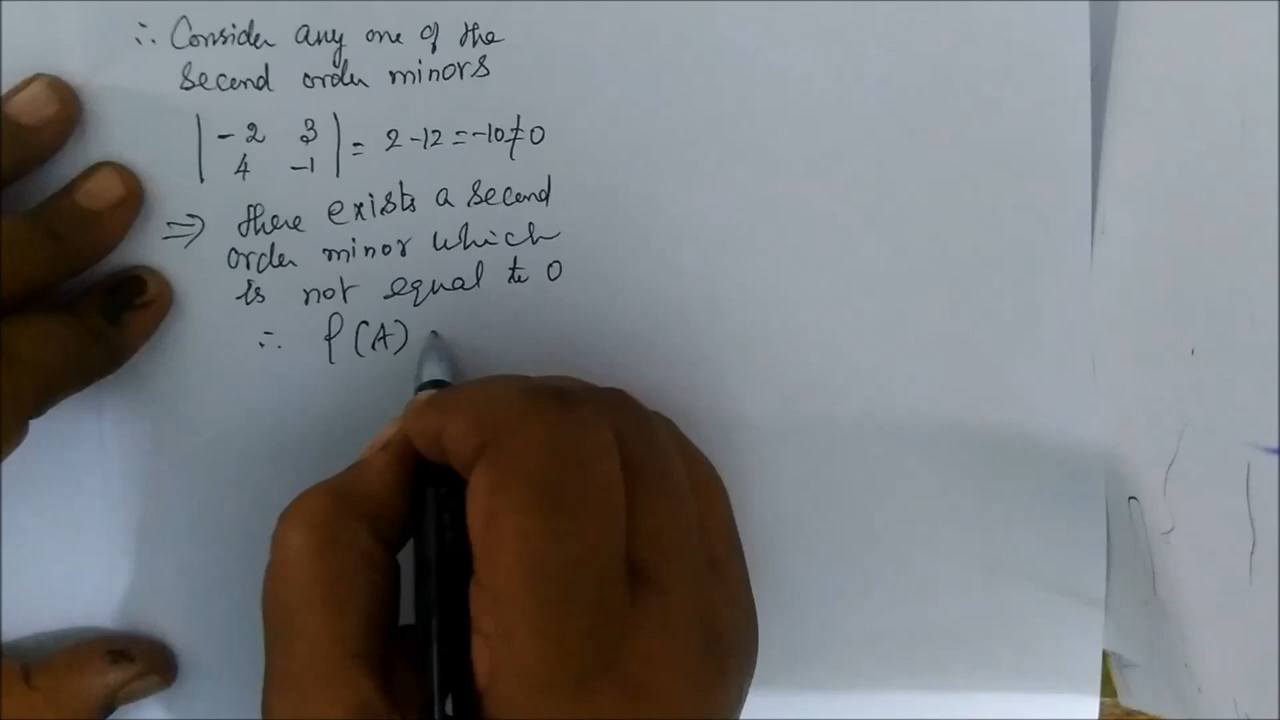 ∴ Consider any one of the
second order minors
| -2 3 |
| 4 -1 | = 2 -12 = -10 ≠ 0
⇒ there exists a second
order minor which
is not equal to 0
∴ ρ(A)